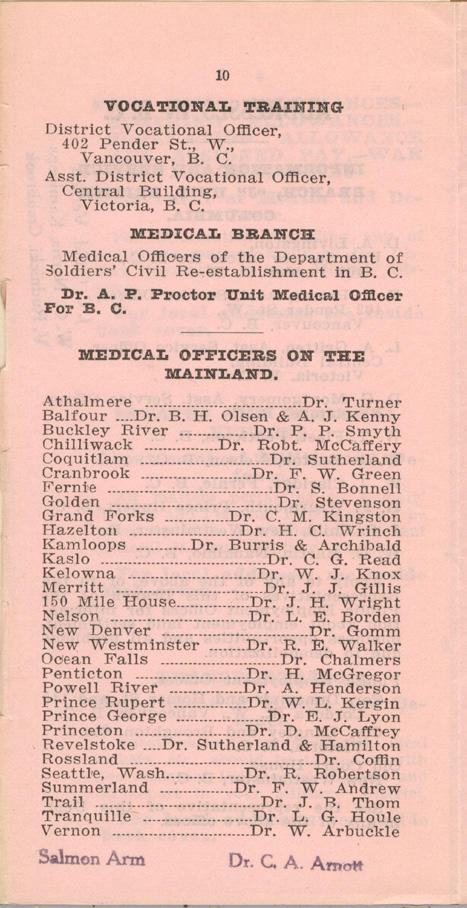 10
VOCATIONAL TRAINING
District Vocational Officer,
402 Pender St., W.,
Vancouver, B. C.
Asst. District Vocational Officer,
Central Building,
Victoria, B. C.
MEDICAL BRANCH
Medical Officers of the Department of
Soldiers' Civil Re-establishment in B. C.
Dr. A. P. Proctor Unit Medical Officer
For B. C.
MEDICAL OFFICERS ON THE
MAINLAND.
Athalmere ........................Dr. Turner
Balfour ....Dr. B. H. Olsen & A. J. Kenny
Buckley River ................Dr. P. P. Smyth
Chilliwack ............Dr. Robt. McCaffery
Coquitlam ..................Dr. Sutherland
Cranbrook ..................Dr. F. W. Green
Fernie ........................Dr. S. Bonnell
Golden ........................Dr. Stevenson
Grand Forks ..........Dr. C. M. Kingston
Hazelton ..................Dr. H. C. Wrinch
Kamloops ........Dr. Burris & Archibald
Kaslo ........................Dr. C. G. Read
Kelowna ....................Dr. W. J. Knox
Merritt ......................Dr. J. J. Gillis
150 Mile House............Dr. J. H. Wright
Nelson ......................Dr. L. E. Borden
New Denver ........................Dr. Gomm
New Westminster .......Dr. R. E. Walker
Ocean Falls ..................Dr. Chalmers
Penticton ..................Dr. H. McGregor
Powell River ............Dr. A. Henderson
Prince Rupert ..........Dr. W. L. Kergin
Prince George ............Dr. E. J. Lyon
Princeton ..................Dr. D. McCaffrey
Revelstoke ....Dr. Sutherland & Hamilton
Rossland ..........................Dr. Coffin
Seattle, Wash.............Dr. R. Robertson
Summerland ............Dr. F. W. Andrew
Trail ..........................Dr. J. B. Thom
Tranquille ..................Dr. L. G. Houle
Vernon ....................Dr. W. Arbuckle
Salmon Arm Dr. C. A. Arnott